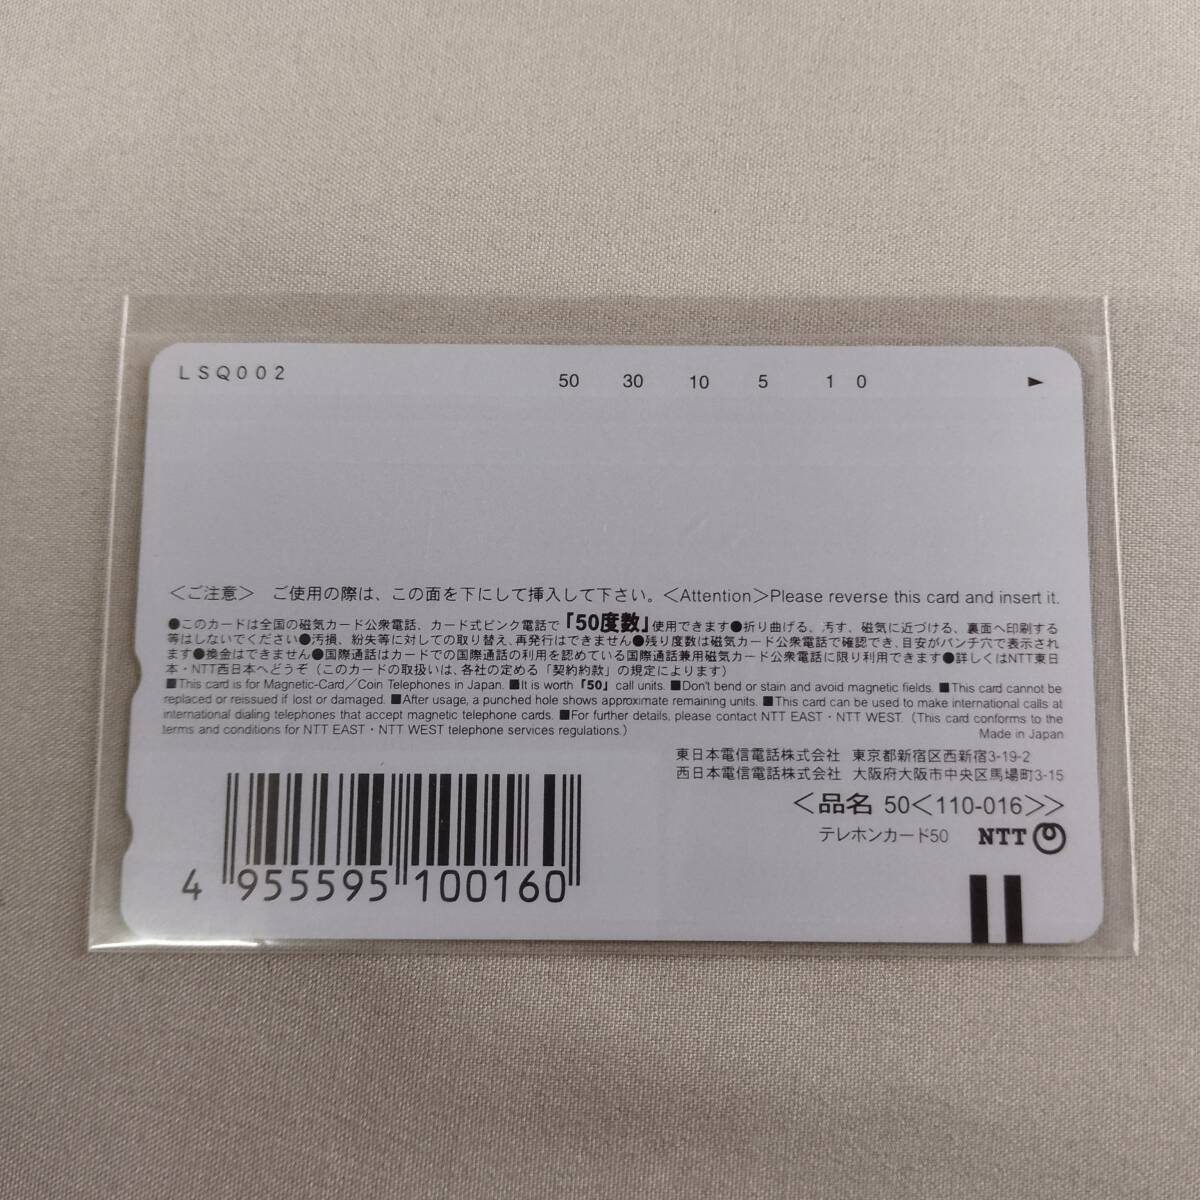 LSQ002
50 30 10 5 1 0 ►
＜ご注意＞ ご使用の際は、この面を下にして挿入して下さい。＜Attention＞Please reverse this card and insert it.
●このカードは全国の磁気カード公衆電話、カード式ピンク電話で「50度数」使用できます●折り曲げる、汚す、磁気に近づける、裏面へ印刷する
等はしないでください●汚損、紛失等に対しての取り替え、再発行はできません●残り度数は磁気カード公衆電話で確認でき、目安がパンチ穴で表示され
ます●換金はできません●国際通話はカードでの国際通話の利用を認めている国際通話兼用磁気カード公衆電話に限り利用できます●詳しくはNTT東日
本・NTT西日本へどうぞ（このカードの取扱いは、各社の定める「契約約款」の規定によります）
■This card is for Magnetic-Card／Coin Telephones in Japan. ■It is worth「50」call units. ■Don't bend or stain and avoid magnetic fields. ■This card cannot be
replaced or reissued if lost or damaged. ■After usage, a punched hole shows approximate remaining units. ■This card can be used to make international calls at
international dialing telephones that accept magnetic telephone cards. ■For further details, please contact NTT EAST・NTT WEST.（This card conforms to the
terms and conditions for NTT EAST・NTT WEST telephone services regulations.） Made in Japan
東日本電信電話株式会社 東京都新宿区西新宿3-19-2
西日本電信電話株式会社 大阪府大阪市中央区馬場町3-15
＜品名 50＜110-016＞＞
テレホンカード50 NTT
4 955595 100160